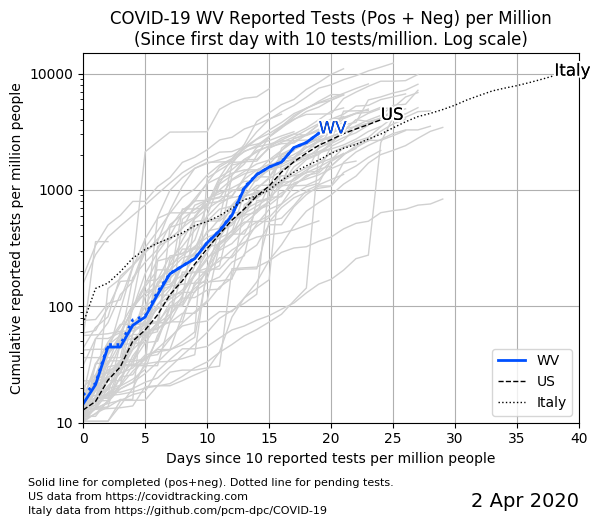 COVID-19 WV Reported Tests (Pos + Neg) per Million
(Since first day with 10 tests/million. Log scale)
Cumulative reported tests per million people
10000
1000
100
10
Italy
US
WV
WV
US
Italy
0 5 10 15 20 25 30 35 40
Days since 10 reported tests per million people
Solid line for completed (pos+neg). Dotted line for pending tests.
US data from https://covidtracking.com
Italy data from https://github.com/pcm-dpc/COVID-19
2 Apr 2020